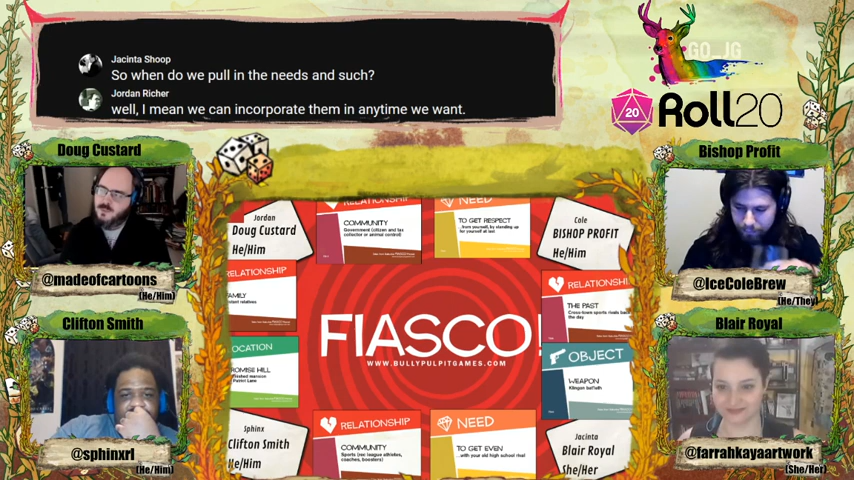 Jacinta Shoop
So when do we pull in the needs and such?
Jordan Richer
well, I mean we can incorporate them in anytime we want.
GO_JG
20
Roll20
Doug Custard
@madeofcartoons
(He/Him)
Bishop Profit
@IceColeBrew
(He/They)
Clifton Smith
@sphinxrl
(He/Him)
Blair Royal
@farrahkayaartwork
(She/Her)
Jordan
Doug Custard
He/Him
RELATIONSHIP
COMMUNITY
Government (citizen and tax
collector or animal control)
NEED
TO GET RESPECT
...from yourself, by standing up
for yourself at last
Cole
BISHOP PROFIT
He/Him
RELATIONSHIP
FAMILY
RELATIONSHI
THE PAST
Cross-town sports rivals back
the day
FIASCO!
WWW.BULLYPULPITGAMES.COM
OCATION
ROMISE HILL
OBJECT
WEAPON
Klingon bat'leth
Sphinx
Clifton Smith
He/Him
RELATIONSHIP
COMMUNITY
Sports (rec league athletes,
coaches, boosters)
NEED
TO GET EVEN
...with your old high school rival
Jacinta
Blair Royal
She/Her